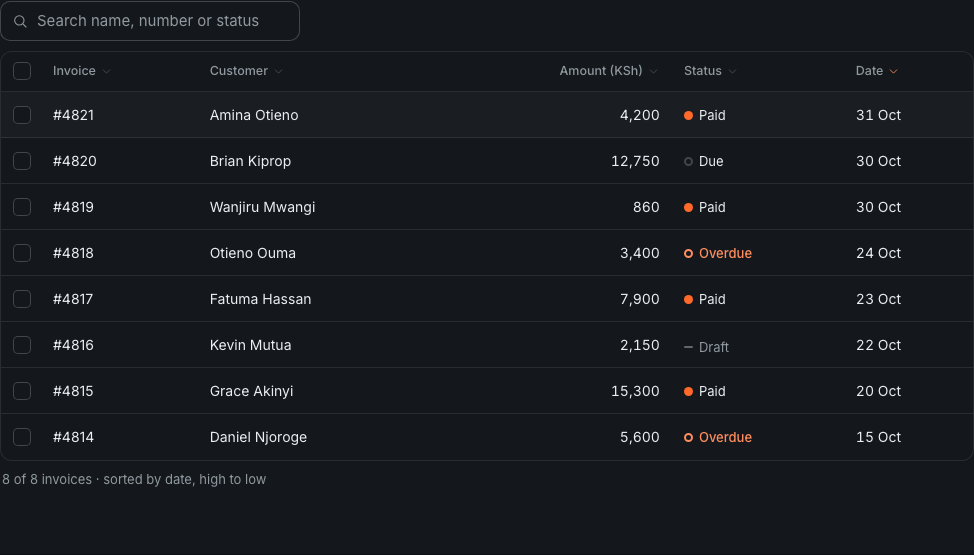 Search name, number or status
Invoice Customer Amount (KSh) Status Date
#4821 Amina Otieno 4,200 Paid 31 Oct
#4820 Brian Kiprop 12,750 Due 30 Oct
#4819 Wanjiru Mwangi 860 Paid 30 Oct
#4818 Otieno Ouma 3,400 Overdue 24 Oct
#4817 Fatuma Hassan 7,900 Paid 23 Oct
#4816 Kevin Mutua 2,150 Draft 22 Oct
#4815 Grace Akinyi 15,300 Paid 20 Oct
#4814 Daniel Njoroge 5,600 Overdue 15 Oct
8 of 8 invoices · sorted by date, high to low